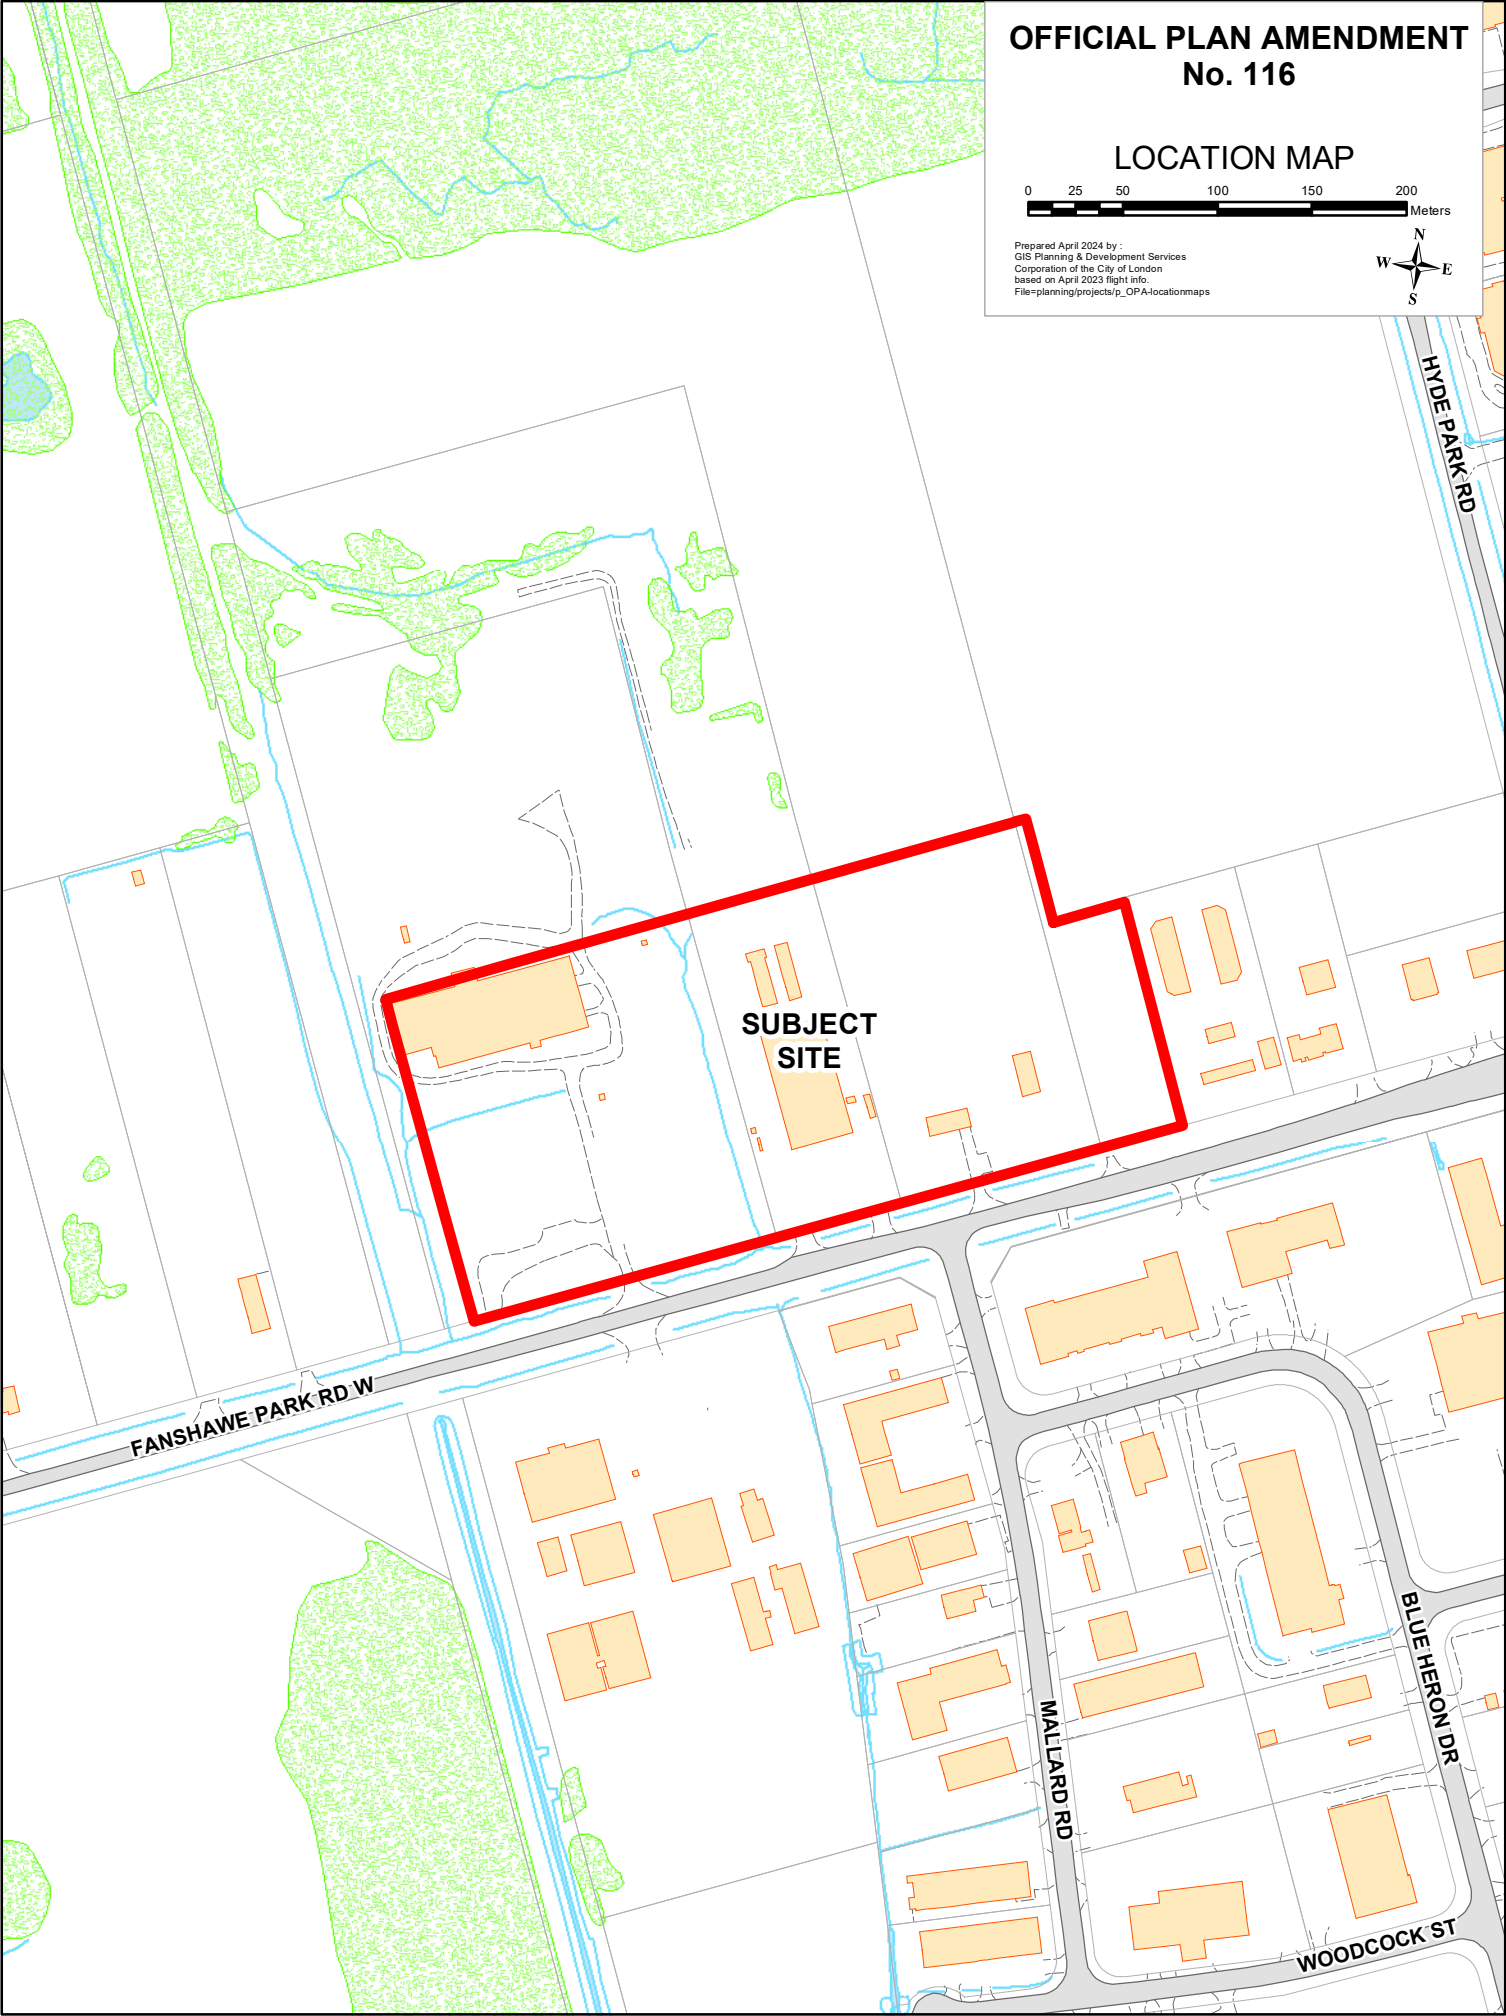 OFFICIAL PLAN AMENDMENT
No. 116
LOCATION MAP
0 25 50 100 150 200
Meters
Prepared April 2024 by :
GIS Planning & Development Services
Corporation of the City of London
based on April 2023 flight info.
File=planning/projects/p_OPA-locationmaps
N
W E
S
HYDE PARK RD
SUBJECT
SITE
FANSHAWE PARK RD W
MALLARD RD
BLUE HERON DR
WOODCOCK ST